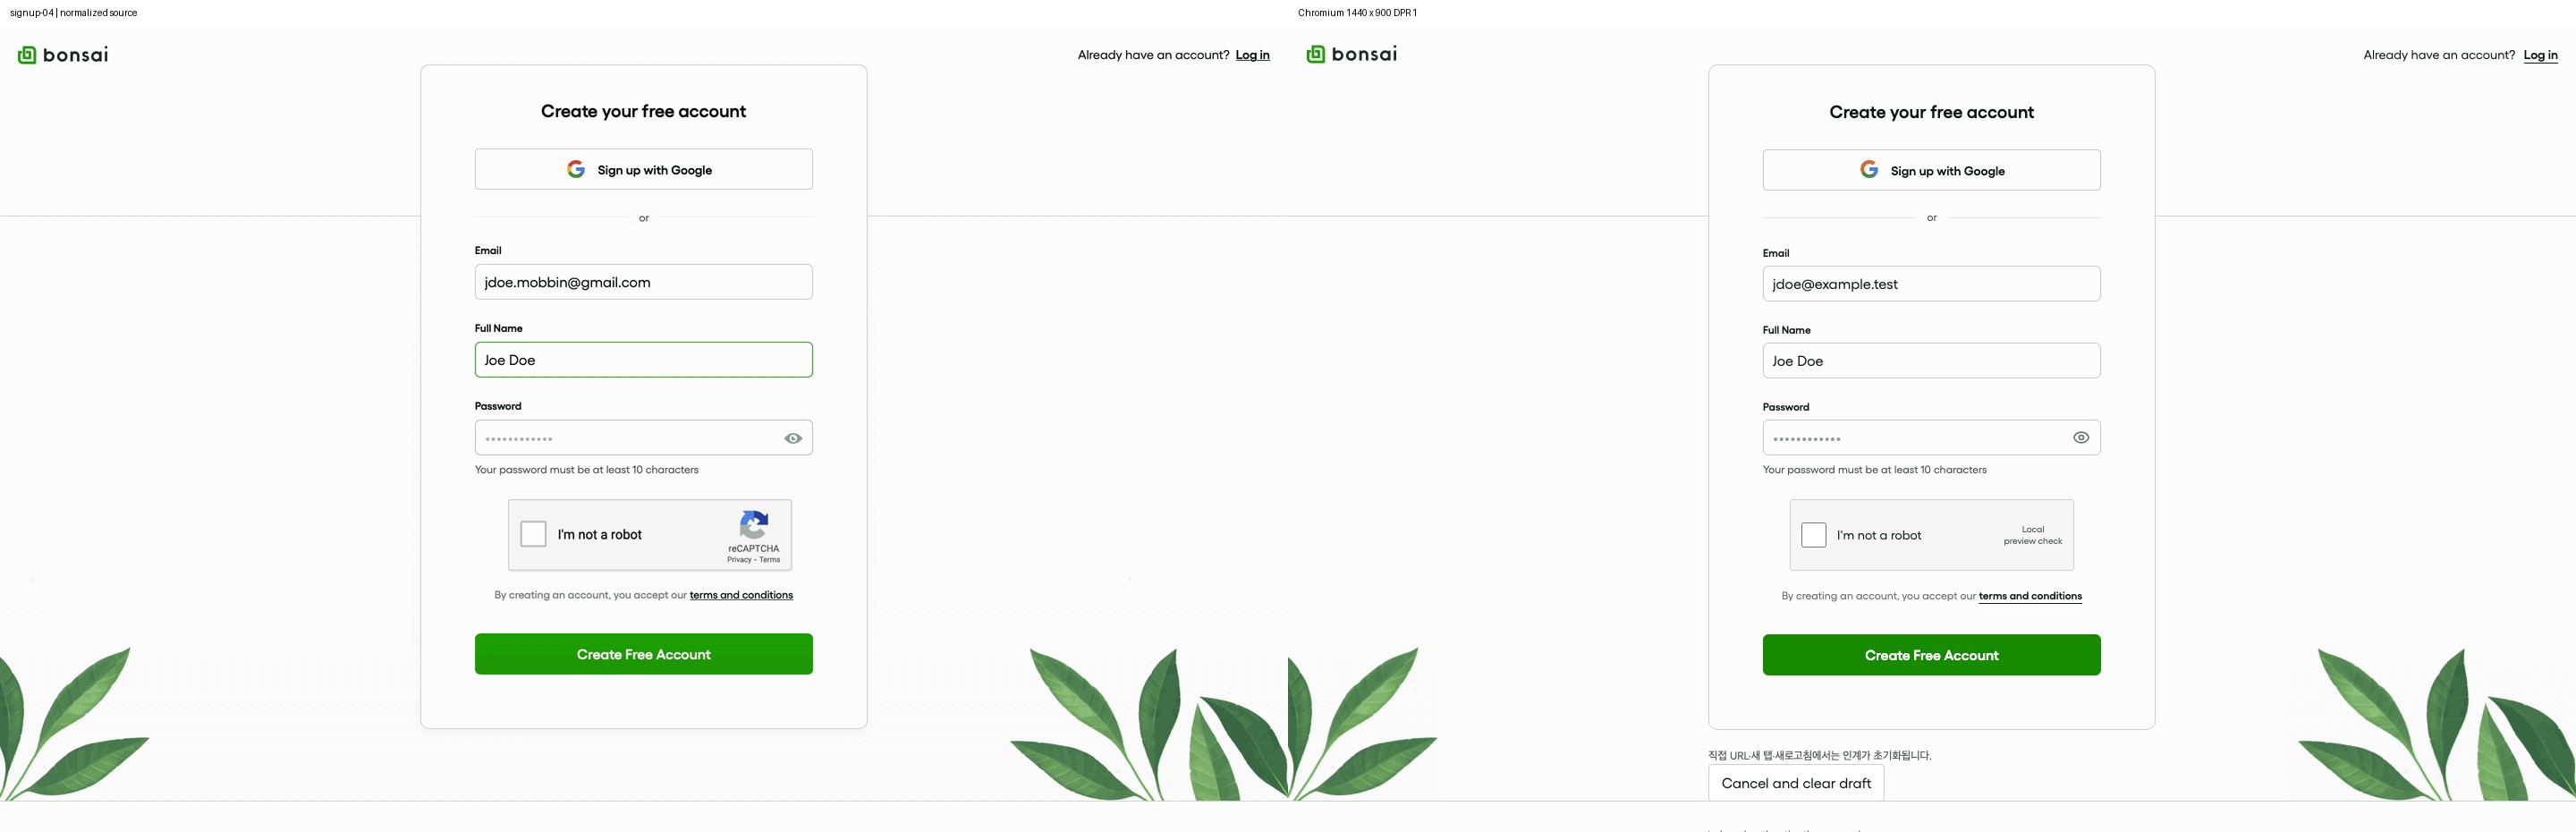 signup-04 | normalized source
Chromium 1440 x 900 DPR 1
bonsai
Already have an account? Log in
Create your free account
Sign up with Google
or
Email
jdoe.mobbin@gmail.com
Full Name
Joe Doe
Password
Your password must be at least 10 characters
I'm not a robot
reCAPTCHA
Privacy - Terms
By creating an account, you accept our terms and conditions
Create Free Account
bonsai
Already have an account? Log in
Create your free account
Sign up with Google
or
Email
jdoe@example.test
Full Name
Joe Doe
Password
Your password must be at least 10 characters
I'm not a robot
Local
preview check
By creating an account, you accept our terms and conditions
Create Free Account
직접 URL·새 탭·새로고침에서는 인계가 초기화됩니다.
Cancel and clear draft